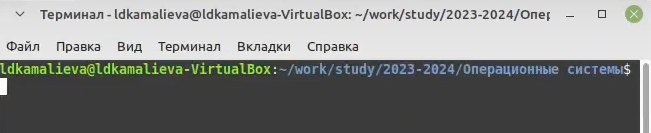 Терминал - ldkamalieva@ldkamalieva-VirtualBox: ~/work/study/2023-2024/Опер
Файл Правка Вид Терминал Вкладки Справка
ldkamalieva@ldkamalieva-VirtualBox:~/work/study/2023-2024/Операционные системы$